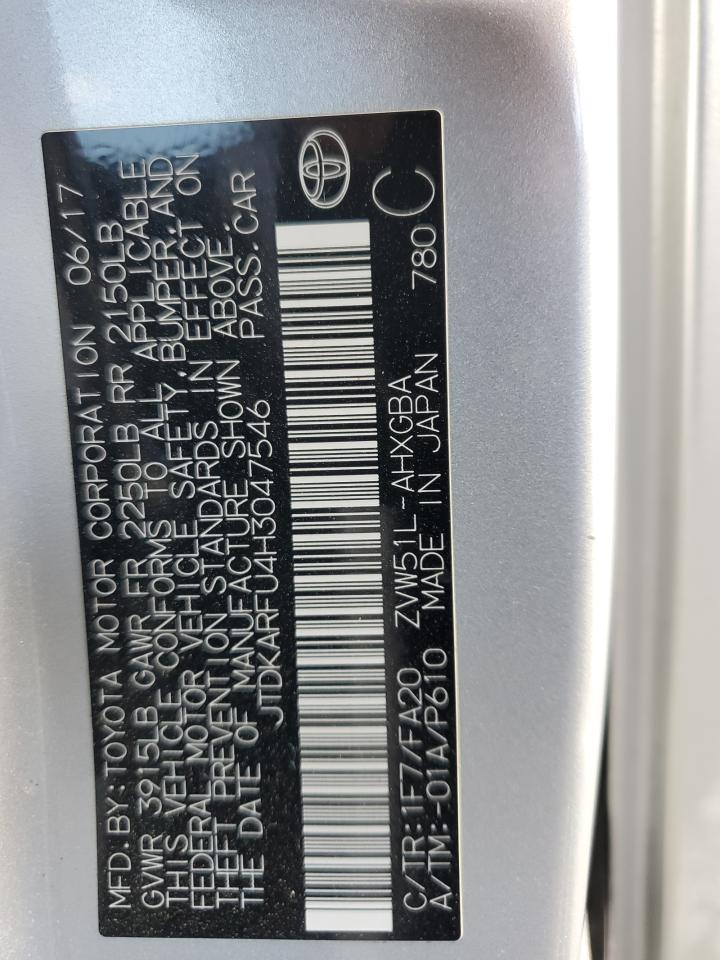 MFD.BY:TOYOTA MOTOR CORPORATION 06/17
GVWR 3915LB GAWR FR 2250LB RR 2150LB
THIS VEHICLE CONFORMS TO ALL APPLICABLE
FEDERAL MOTOR VEHICLE SAFETY,BUMPER,AND
THEFT PREVENTION STANDARDS IN EFFECT ON
THE DATE OF MANUFACTURE SHOWN ABOVE.
JTDKARFU4H3047546 PASS.CAR
C/TR:1F7/FA20 ZVW51L-AHXGBA
A/TM:-01A/P610 MADE IN JAPAN 780 C